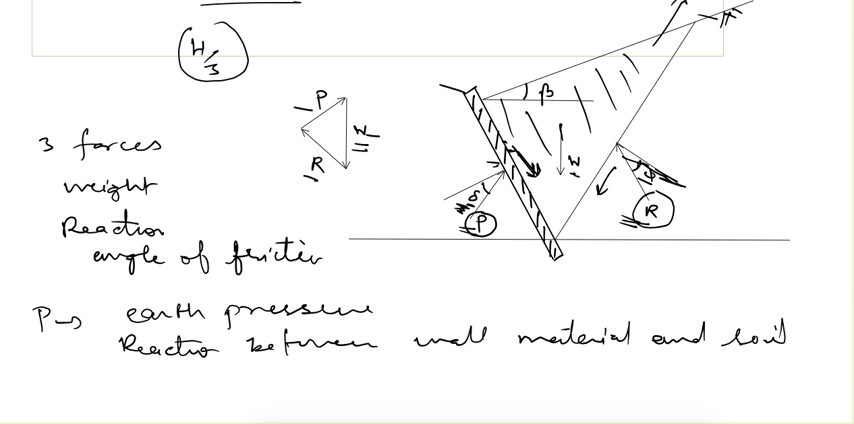 H/3
P
W
R
β
W
δ
P
φ
R
3 forces
weight
Reaction
angle of friction
P→ earth pressure
Reaction between wall material and soil